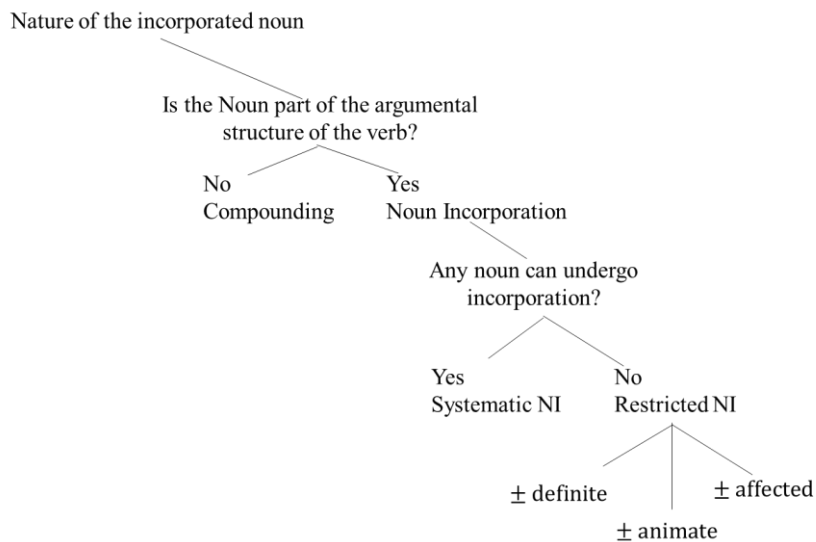 Nature of the incorporated noun
Is the Noun part of the argumental
structure of the verb?
No
Compounding
Yes
Noun Incorporation
Any noun can undergo
incorporation?
Yes
Systematic NI
No
Restricted NI
± definite
± animate
± affected